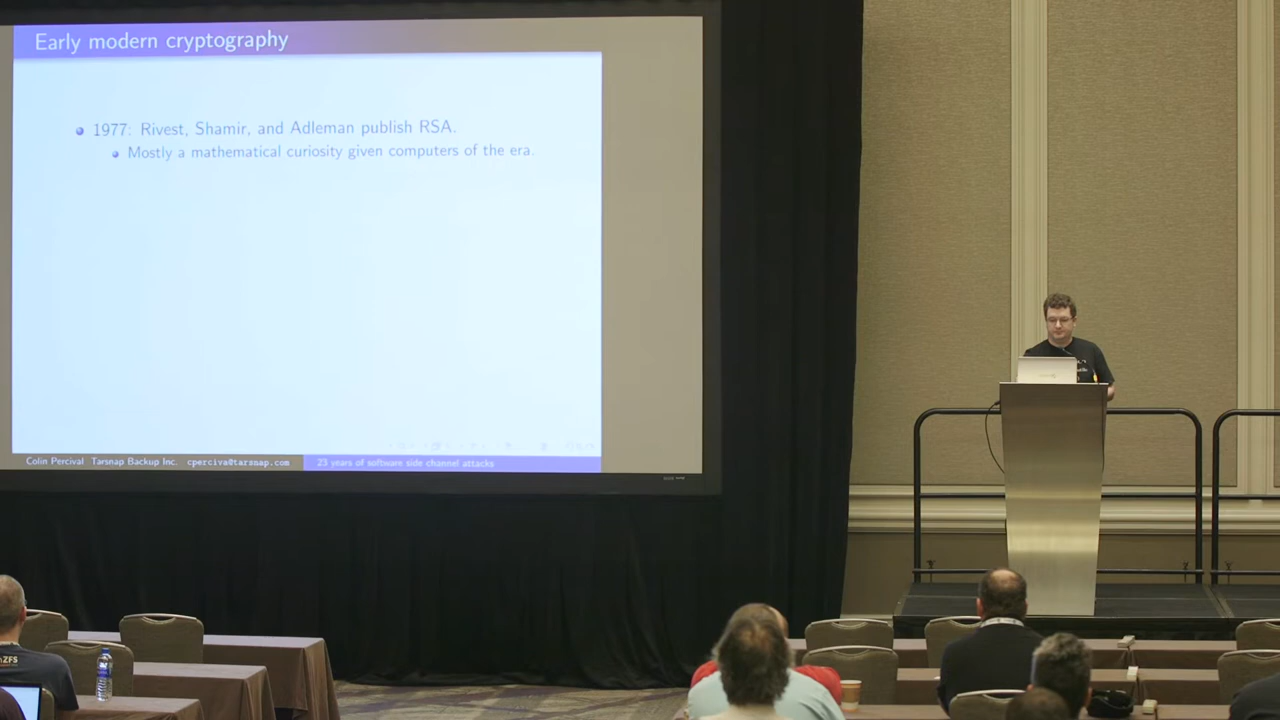 Early modern cryptography
1977: Rivest, Shamir, and Adleman publish RSA.
Mostly a mathematical curiosity given computers of the era.
Colin Percival Tarsnap Backup Inc. cperciva@tarsnap.com
23 years of software side channel attacks
ZFS